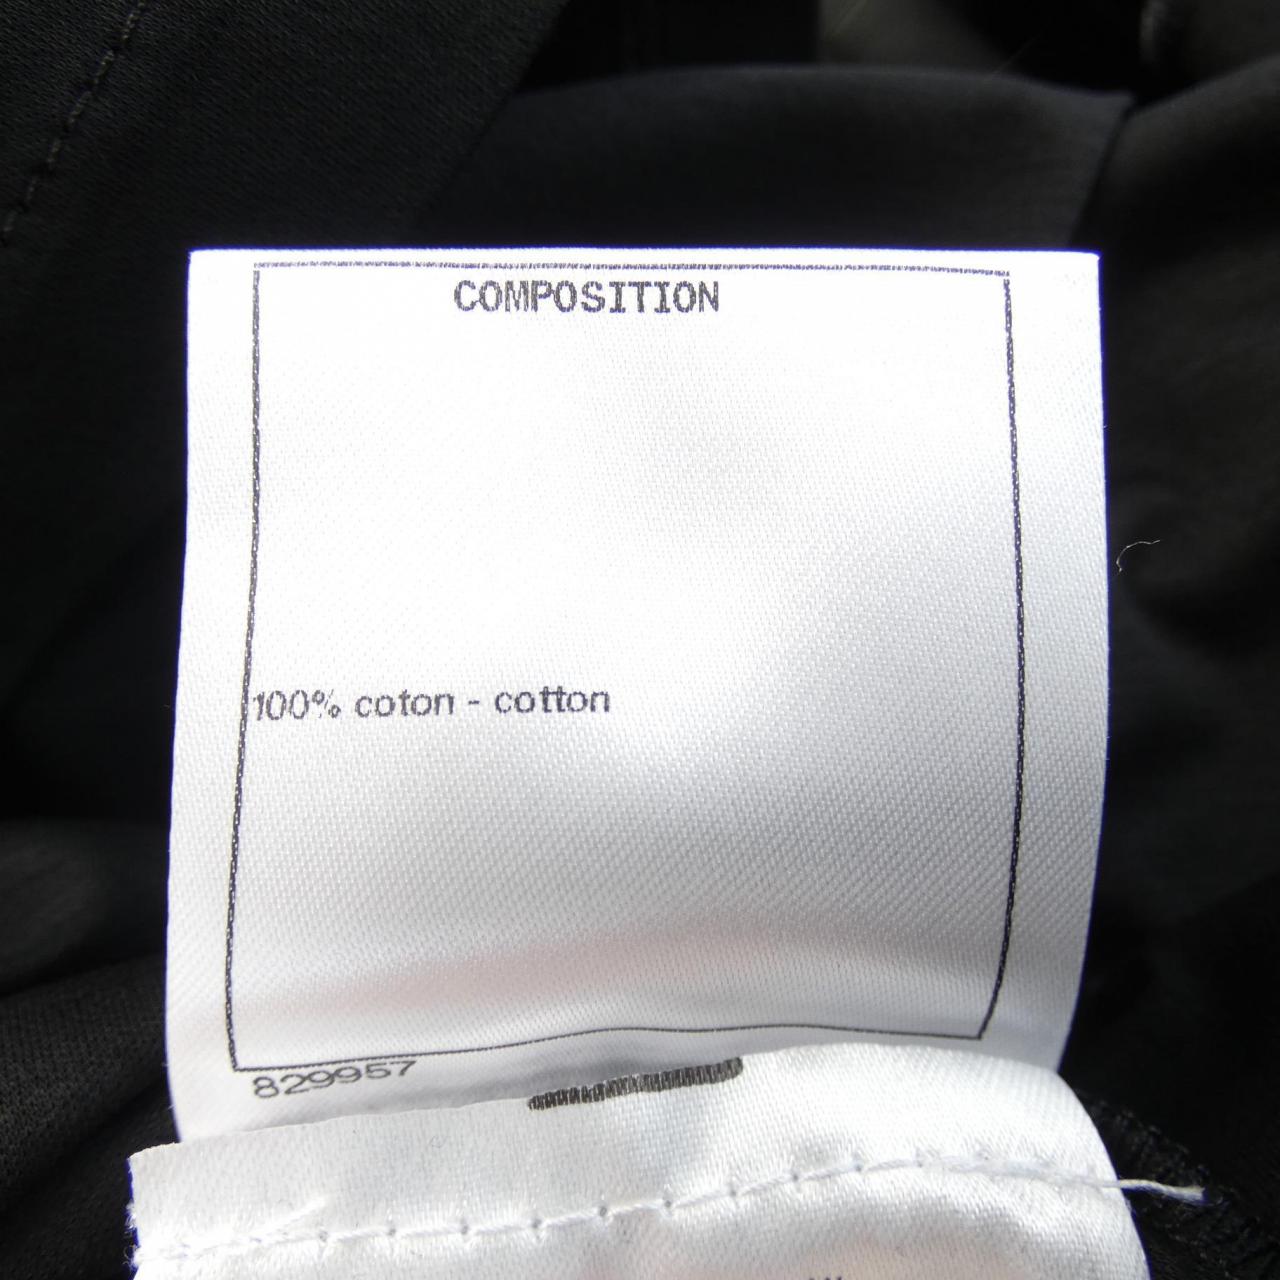 COMPOSITION
100% coton - cotton
829957